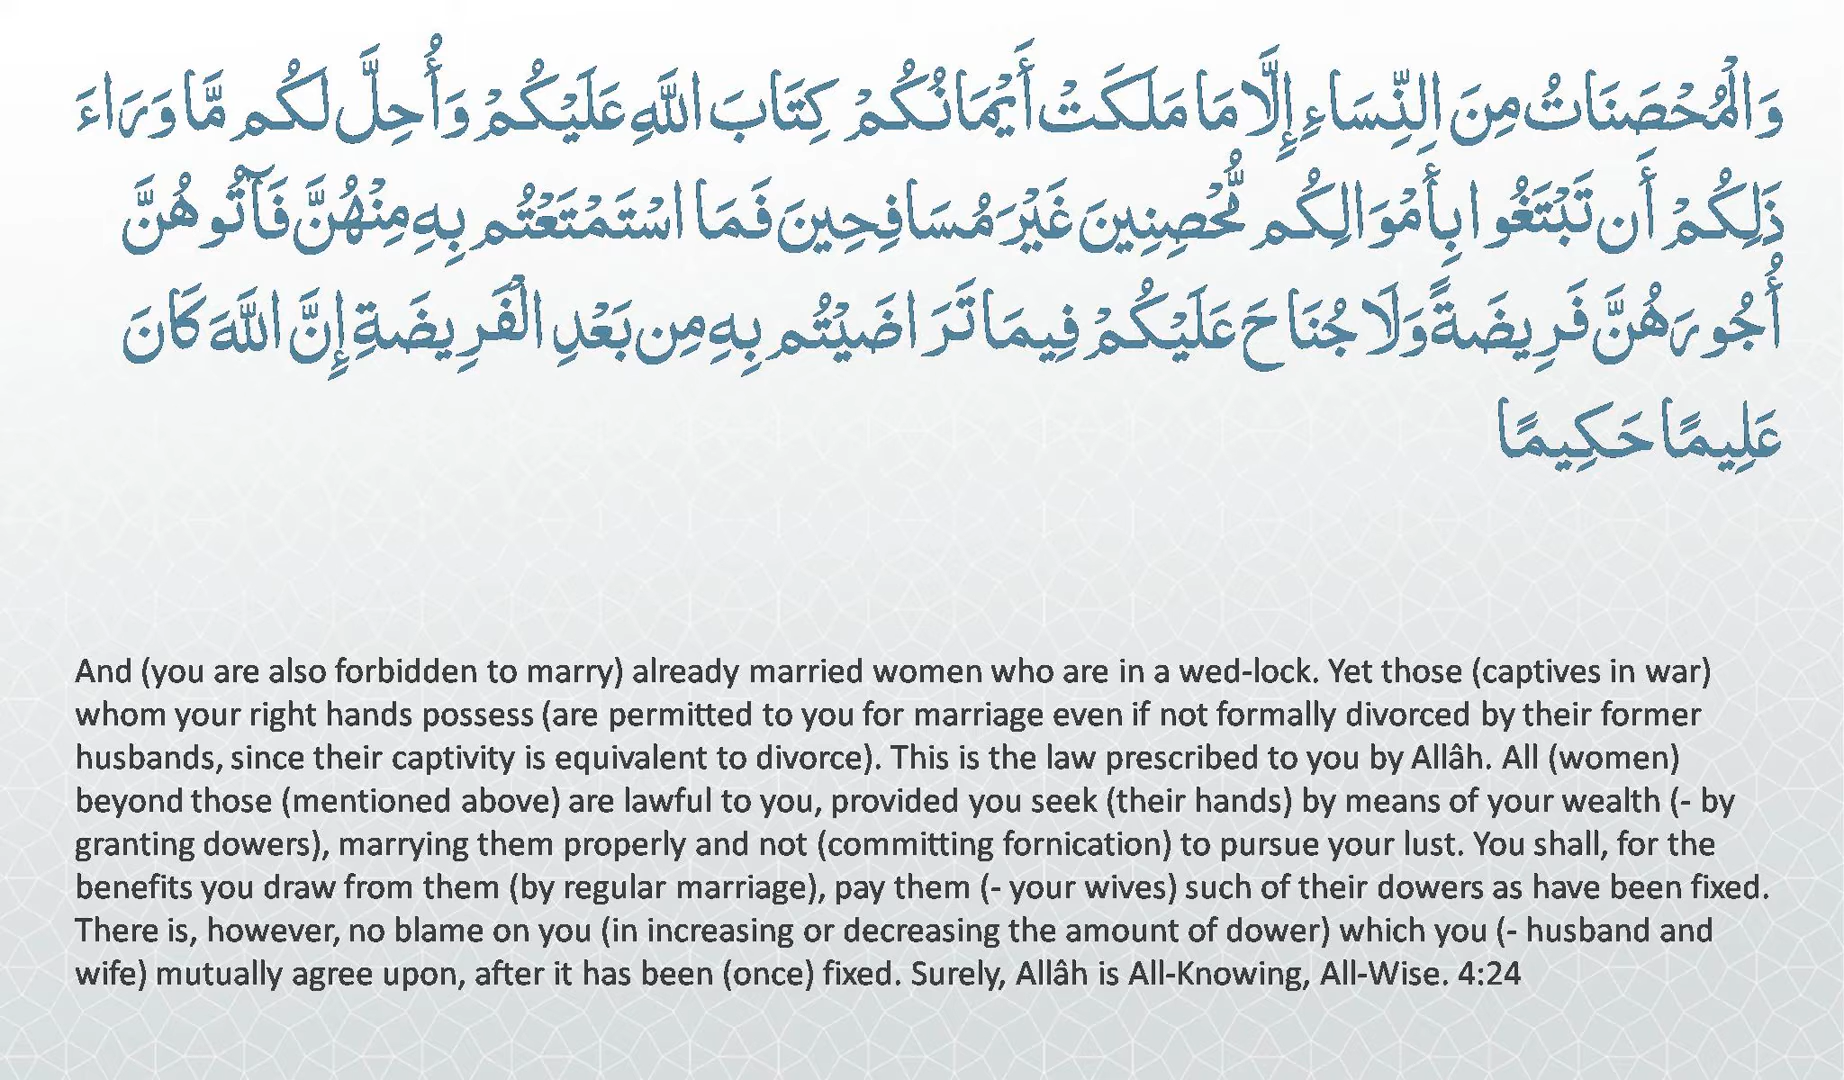 وَالْمُحْصَنَاتُ مِنَ النِّسَاءِ إِلَّا مَا مَلَكَتْ أَيْمَانُكُمْ كِتَابَ اللَّهِ عَلَيْكُمْ وَأُحِلَّ لَكُم مَّا وَرَاءَ
ذَلِكُمْ أَن تَبْتَغُوا بِأَمْوَالِكُم مُّحْصِنِينَ غَيْرَ مُسَافِحِينَ فَمَا اسْتَمْتَعْتُم بِهِ مِنْهُنَّ فَآتُوهُنَّ
أُجُورَهُنَّ فَرِيضَةً وَلَا جُنَاحَ عَلَيْكُمْ فِيمَا تَرَاضَيْتُم بِهِ مِن بَعْدِ الْفَرِيضَةِ إِنَّ اللَّهَ كَانَ
عَلِيمًا حَكِيمًا
And (you are also forbidden to marry) already married women who are in a wed-lock. Yet those (captives in war)
whom your right hands possess (are permitted to you for marriage even if not formally divorced by their former
husbands, since their captivity is equivalent to divorce). This is the law prescribed to you by Allâh. All (women)
beyond those (mentioned above) are lawful to you, provided you seek (their hands) by means of your wealth (- by
granting dowers), marrying them properly and not (committing fornication) to pursue your lust. You shall, for the
benefits you draw from them (by regular marriage), pay them (- your wives) such of their dowers as have been fixed.
There is, however, no blame on you (in increasing or decreasing the amount of dower) which you (- husband and
wife) mutually agree upon, after it has been (once) fixed. Surely, Allâh is All-Knowing, All-Wise. 4:24